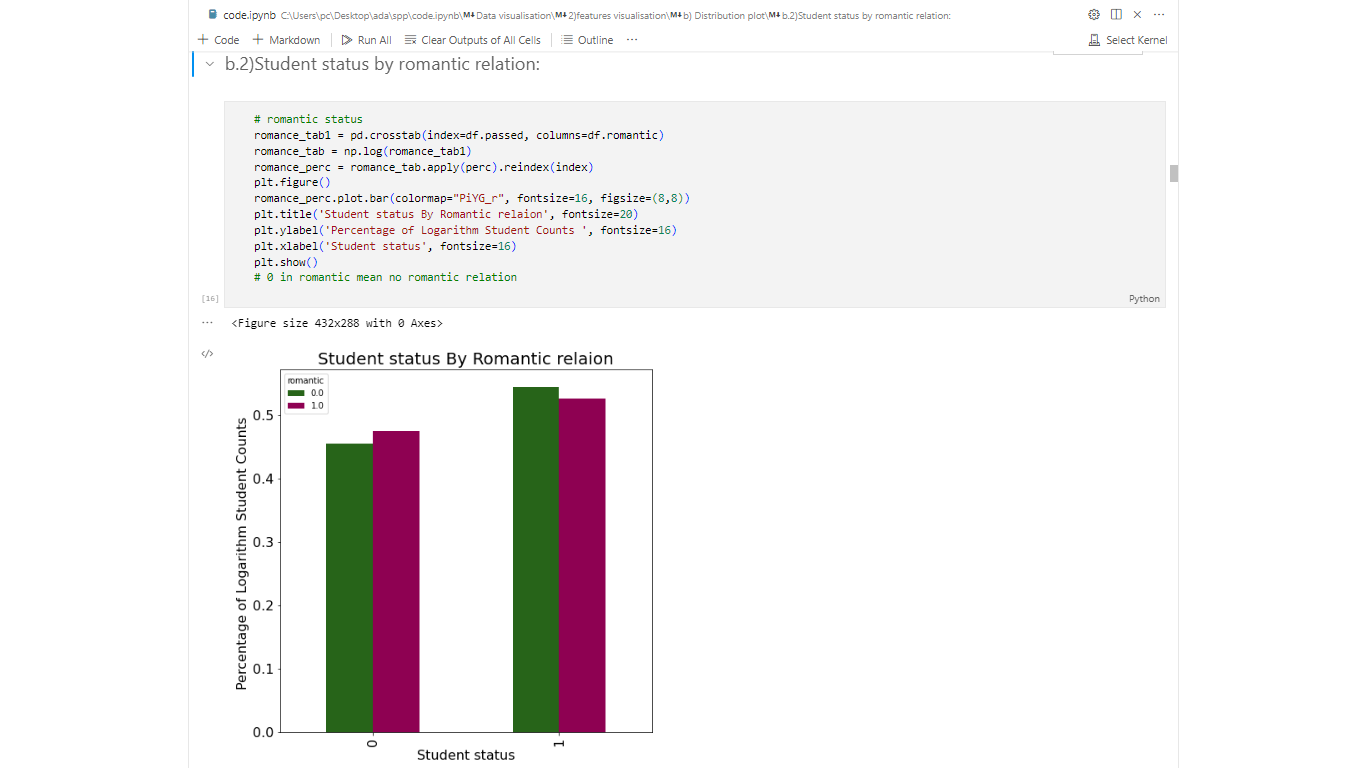 code.ipynb C:\Users\pc\Desktop\ada\spp\code.ipynb\M↓Data visualisation\M↓2)features visualisation\M↓b) Distribution plot\M↓b.2)Student status by romantic relation:
Code Markdown Run All Clear Outputs of All Cells Outline ··· Select Kernel
b.2)Student status by romantic relation:
# romantic status
romance_tab1 = pd.crosstab(index=df.passed, columns=df.romantic)
romance_tab = np.log(romance_tab1)
romance_perc = romance_tab.apply(perc).reindex(index)
plt.figure()
romance_perc.plot.bar(colormap="PiYG_r", fontsize=16, figsize=(8,8))
plt.title('Student status By Romantic relaion', fontsize=20)
plt.ylabel('Percentage of Logarithm Student Counts ', fontsize=16)
plt.xlabel('Student status', fontsize=16)
plt.show()
# 0 in romantic mean no romantic relation
[16]
Python
<Figure size 432x288 with 0 Axes>
Student status By Romantic relaion
romantic
0.0
1.0
Percentage of Logarithm Student Counts
0.5
0.4
0.3
0.2
0.1
0.0
0 1
Student status